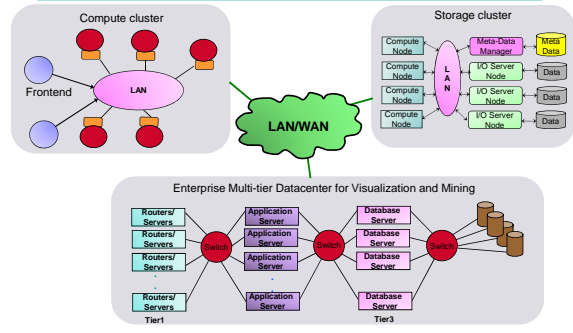 Compute cluster
Frontend
LAN
LAN/WAN
Storage cluster
Compute
Node
Compute
Node
Compute
Node
Compute
Node
L
A
N
Meta-Data
Manager
I/O Server
Node
I/O Server
Node
I/O Server
Node
Meta
Data
Data
Data
Data
Enterprise Multi-tier Datacenter for Visualization and Mining
Routers/
Servers
Routers/
Servers
Routers/
Servers
.
.
Routers/
Servers
Tier1
Switch
Application
Server
Application
Server
Application
Server
.
.
Application
Server
Switch
Database
Server
Database
Server
Database
Server
Database
Server
Tier3
Switch